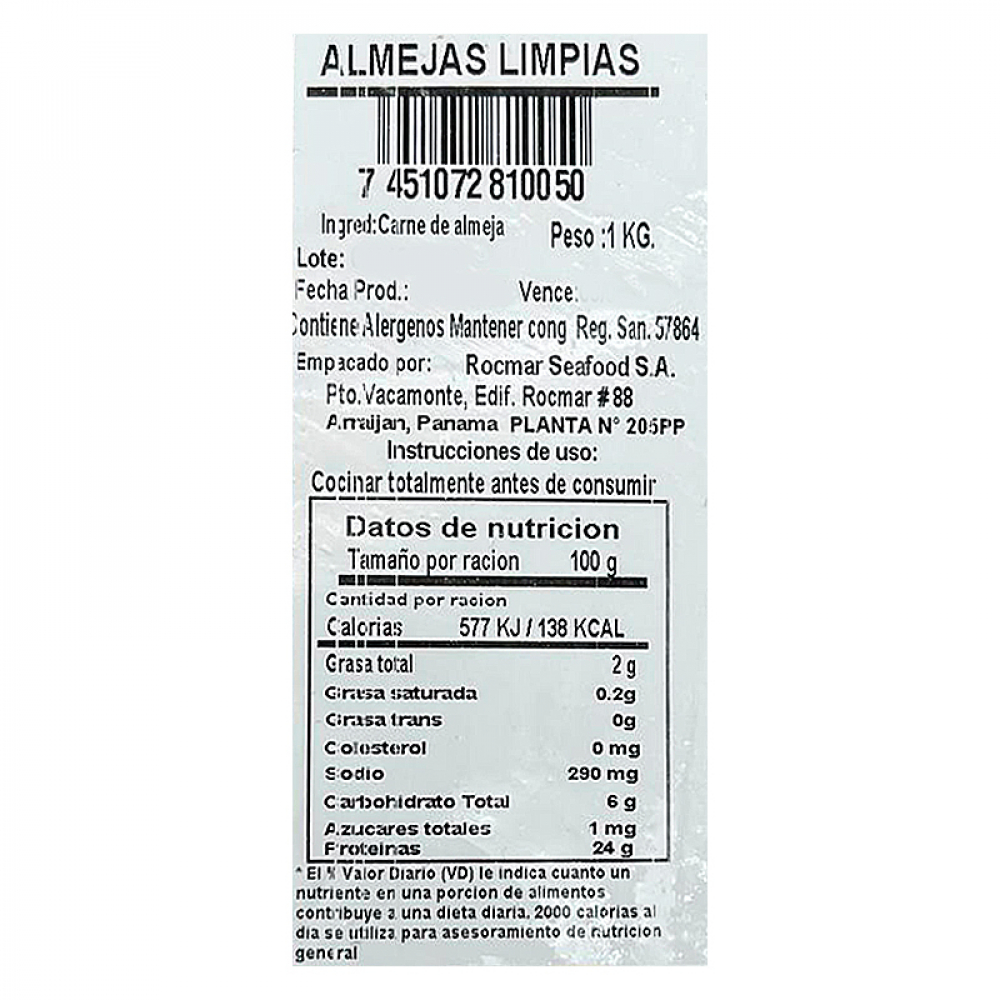 ALMEJAS LIMPIAS
7 451072 810050
Ingred:Carne de almeja Peso :1 KG.
Lote:
Fecha Prod.: Vence:
Contiene Alergenos Mantener cong Reg. San. 57864
Empacado por: Rocmar Seafood S.A.
Pto.Vacamonte, Edif. Rocmar #88
Arraijan, Panama PLANTA N° 205PP
Instrucciones de uso:
Cocinar totalmente antes de consumir
Datos de nutricion
Tamaño por racion 100 g
Cantidad por racion
Calorias 577 KJ / 138 KCAL
Grasa total 2 g
Grasa saturada 0.2g
Grasa trans 0g
Colesterol 0 mg
Sodio 290 mg
Carbohidrato Total 6 g
Azucares totales 1 mg
Proteinas 24 g
* El % Valor Diario (VD) le indica cuanto un
nutriente en una porcion de alimentos
contribuye a una dieta diaria. 2000 calorias al
dia se utiliza para asesoramiento de nutricion
general